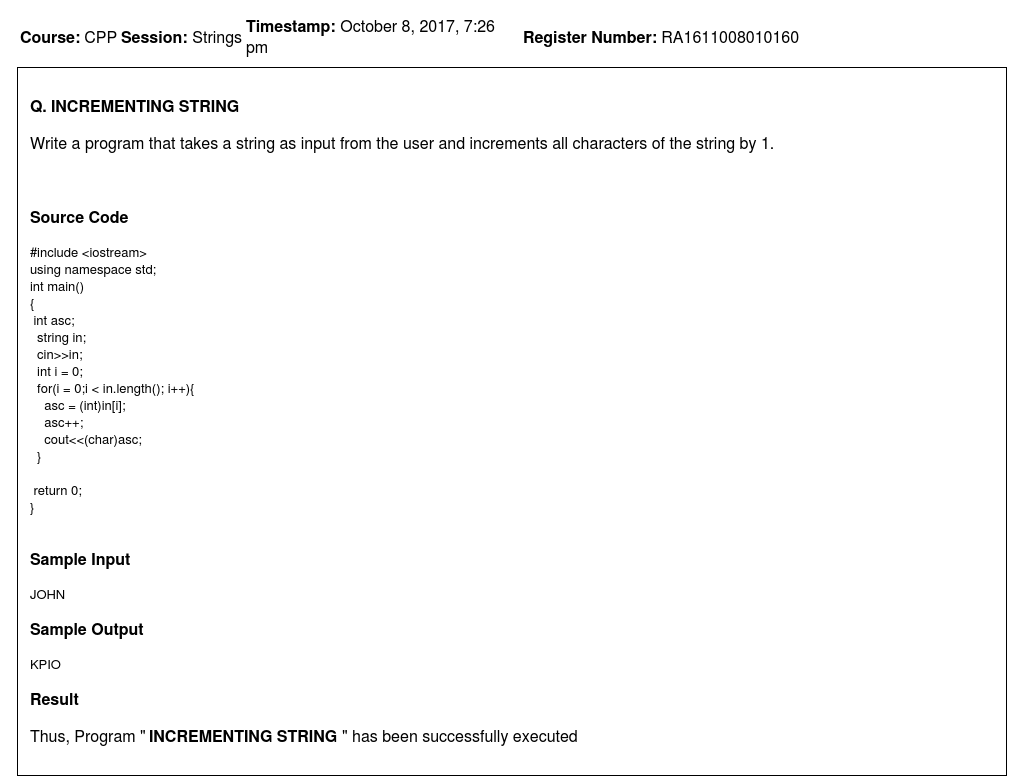 Course: CPP Session: Strings Timestamp: October 8, 2017, 7:26 pm Register Number: RA1611008010160
Q. INCREMENTING STRING
Write a program that takes a string as input from the user and increments all characters of the string by 1.
Source Code
#include <iostream>
using namespace std;
int main()
{
 int asc;
  string in;
  cin>>in;
  int i = 0;
  for(i = 0;i < in.length(); i++){
    asc = (int)in[i];
    asc++;
    cout<<(char)asc;
  }
 return 0;
}
Sample Input
JOHN
Sample Output
KPIO
Result
Thus, Program " INCREMENTING STRING " has been successfully executed